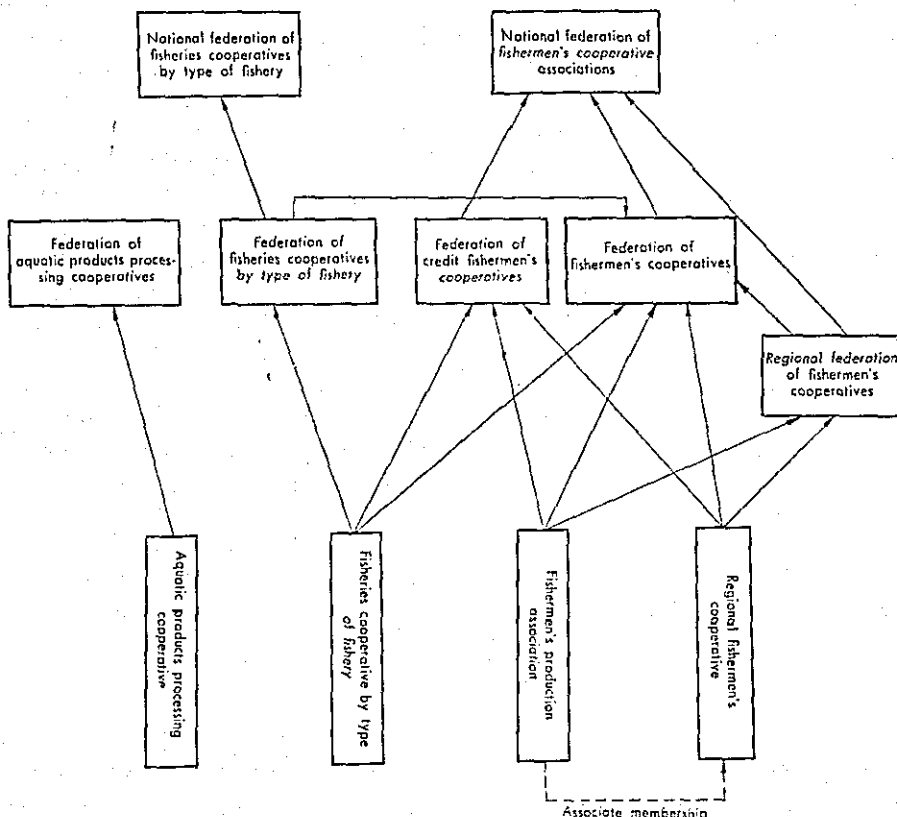 National federation of
fisheries cooperatives
by type of fishery
National federation of
fishermen's cooperative
associations
Federation of
aquatic products proces-
sing cooperatives
Federation of
fisheries cooperatives
by type of fishery
Federation of
credit fishermen's
cooperatives
Federation of
fishermen's cooperatives
Regional federation
of fishermen's
cooperatives
Aquatic products processing
cooperative
Fisheries cooperative by type
of fishery
Fishermen's production
association
Regional fishermen's
cooperative
Associate membership